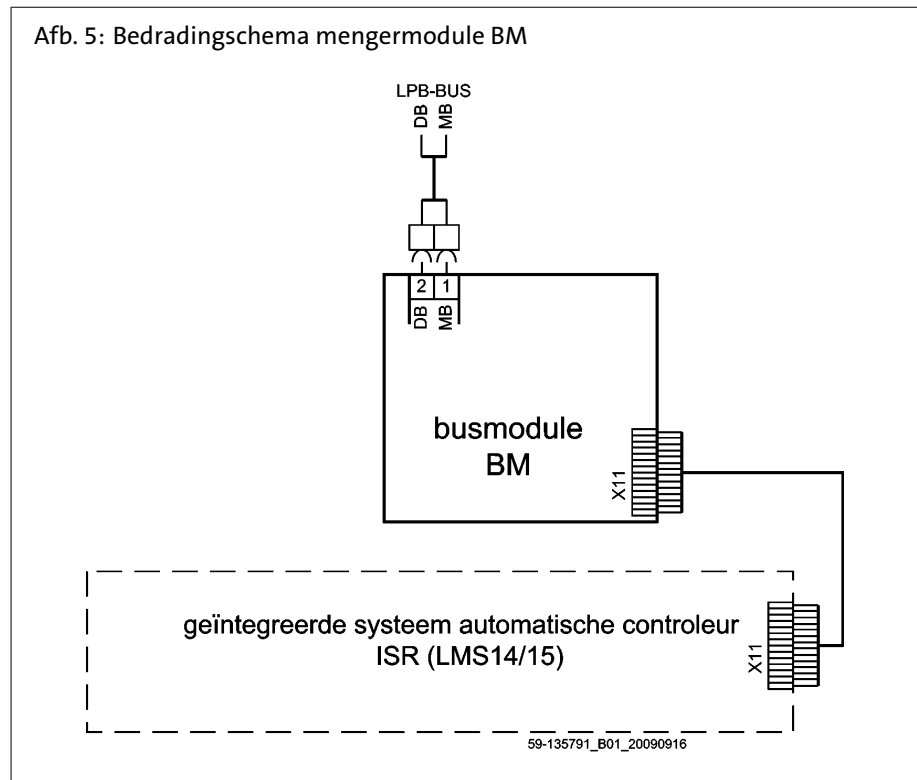 Afb. 5: Bedradingschema mengermodule BM
LPB-BUS
DB MB
2 1
DB MB
busmodule
BM
X11
geïntegreerde systeem automatische controleur
ISR (LMS14/15)
X11
59-135791_B01_20090916